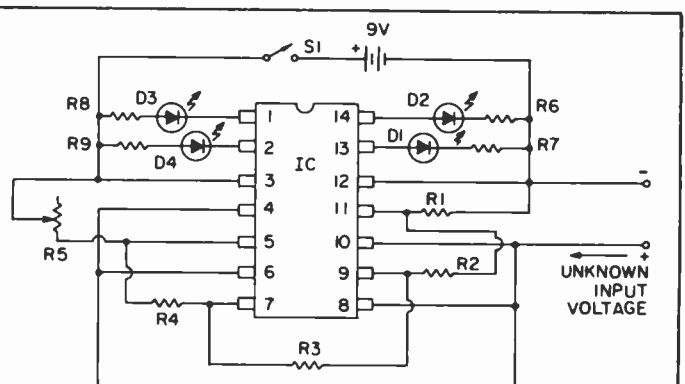 9V
S1
+
R8
D3
D2
R6
R9
D4
D1
R7
IC
1
2
3
4
5
6
7
14
13
12
11
10
9
8
R1
R2
R5
R4
R3
-
+
UNKNOWN
INPUT
VOLTAGE